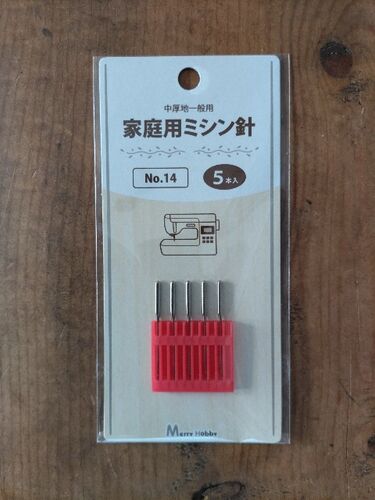 中厚地一般用
家庭用ミシン針
No.14
5本入
Merry Hobby